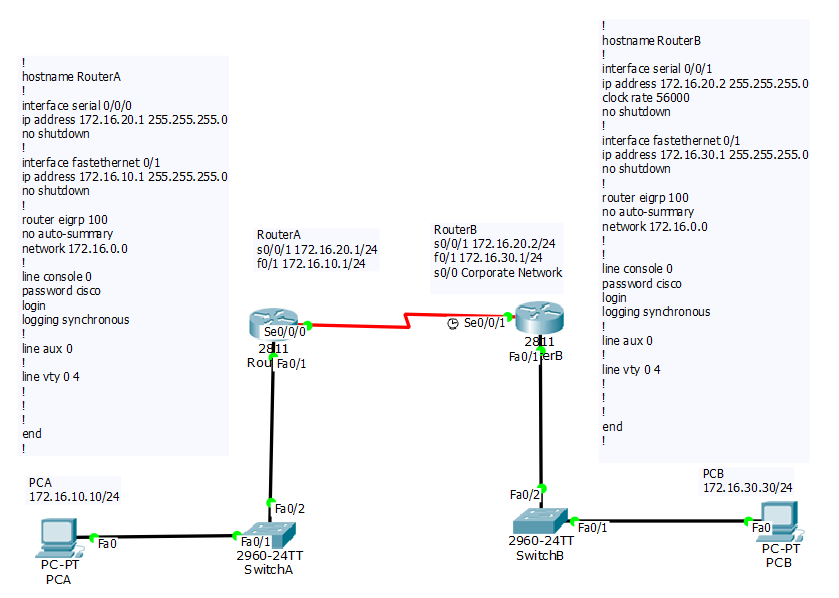 !
hostname RouterA
!
interface serial 0/0/0
ip address 172.16.20.1 255.255.255.0
no shutdown
!
interface fastethernet 0/1
ip address 172.16.10.1 255.255.255.0
no shutdown
!
router eigrp 100
no auto-summary
network 172.16.0.0
!
line console 0
password cisco
login
logging synchronous
!
line aux 0
!
line vty 0 4
!
!
!
end
!
!
hostname RouterB
!
interface serial 0/0/1
ip address 172.16.20.2 255.255.255.0
clock rate 56000
no shutdown
!
interface fastethernet 0/1
ip address 172.16.30.1 255.255.255.0
no shutdown
!
router eigrp 100
no auto-summary
network 172.16.0.0
!
!
line console 0
password cisco
login
logging synchronous
!
line aux 0
!
line vty 0 4
!
!
!
end
!
RouterA
s0/0/1 172.16.20.1/24
f0/1 172.16.10.1/24
RouterB
s0/0/1 172.16.20.2/24
f0/1 172.16.30.1/24
s0/0 Corporate Network
Se0/0/0
2811
Rou
Fa0/1
Se0/0/1
2811
erB
Fa0/1
PCA
172.16.10.10/24
Fa0
PC-PT
PCA
Fa0/2
Fa0/1
2960-24TT
SwitchA
Fa0/2
Fa0/1
2960-24TT
SwitchB
PCB
172.16.30.30/24
Fa0
PC-PT
PCB